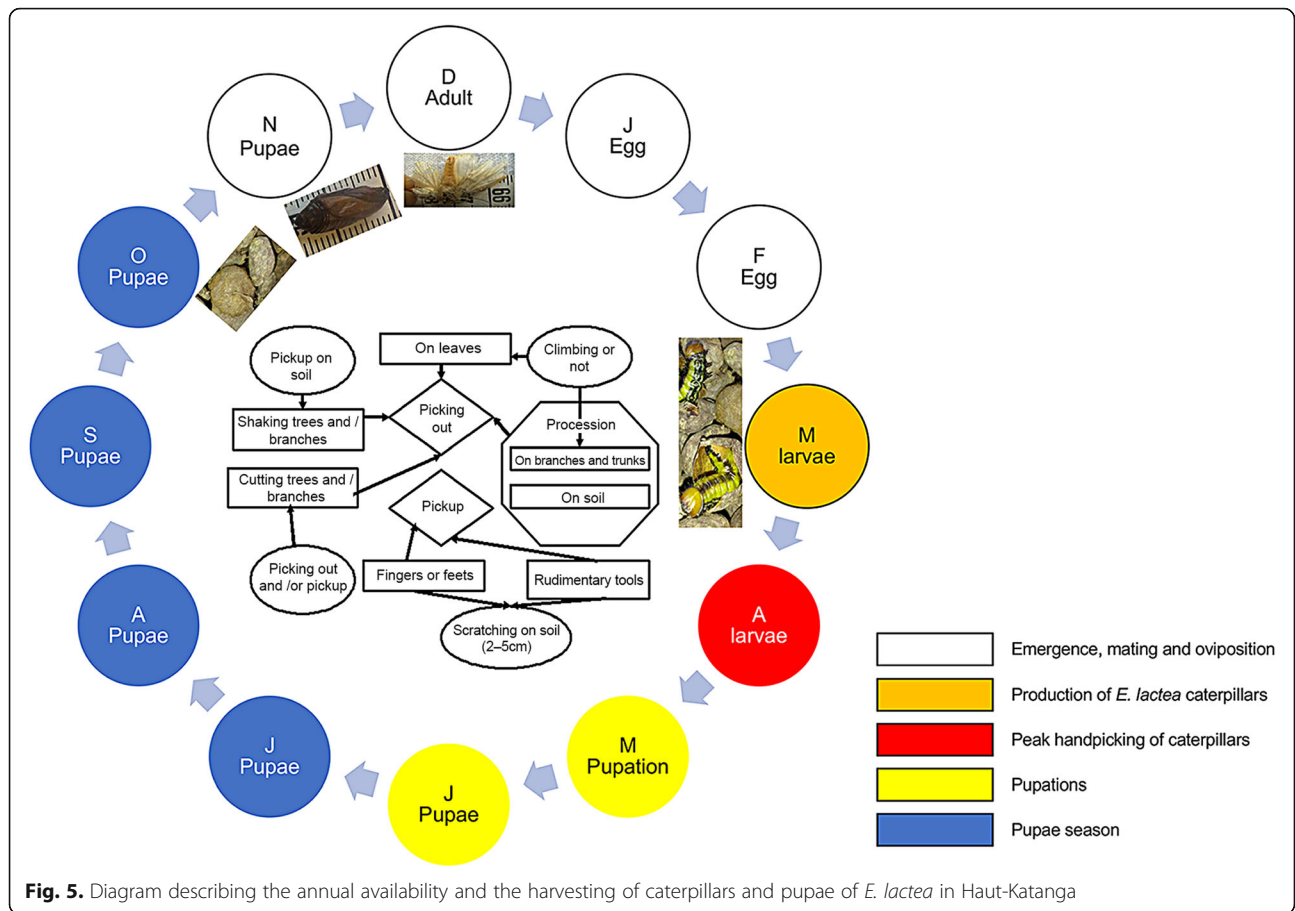 D
Adult
J
Egg
F
Egg
M
larvae
A
larvae
M
Pupation
J
Pupae
J
Pupae
A
Pupae
S
Pupae
O
Pupae
N
Pupae
66
Pickup on
soil
On leaves
Climbing or
not
Shaking trees and /
branches
Picking
out
Procession
On branches and trunks
On soil
Cutting trees and /
branches
Pickup
Picking out
and /or pickup
Fingers or feets
Rudimentary tools
Scratching on soil
(2–5cm)
Emergence, mating and oviposition
Production of E. lactea caterpillars
Peak handpicking of caterpillars
Pupations
Pupae season
Fig. 5. Diagram describing the annual availability and the harvesting of caterpillars and pupae of E. lactea in Haut-Katanga